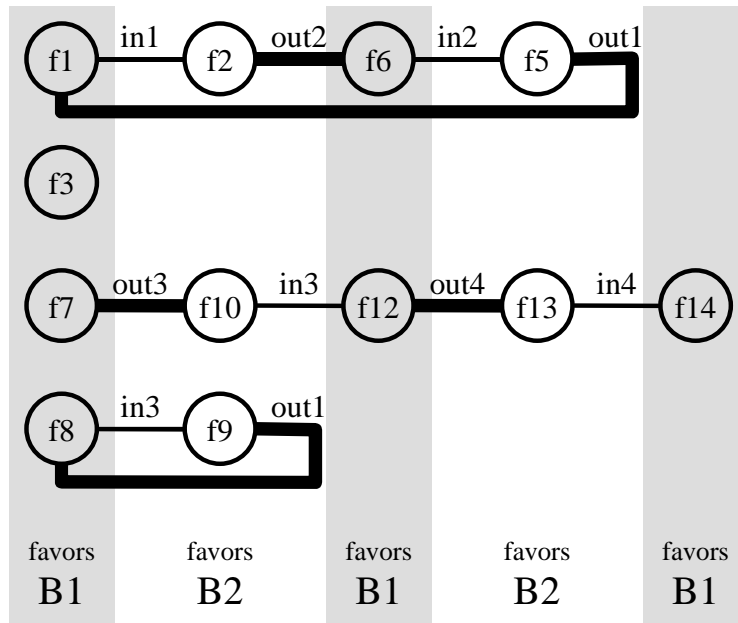 in1 out2 in2 out1
f1 f2 f6 f5
f3
out3 in3 out4 in4
f7 f10 f12 f13 f14
in3 out1
f8 f9
favors favors favors favors favors
B1 B2 B1 B2 B1